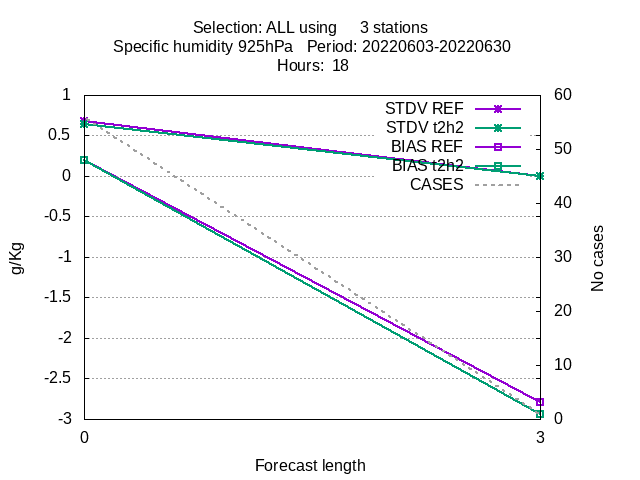 Selection: ALL using     3 stations
Specific humidity 925hPa   Period: 20220603-20220630
Hours:  18
1
0.5
0
-0.5
-1
-1.5
-2
-2.5
-3
60
50
40
30
20
10
0
STDV REF
STDV t2h2
BIAS REF
BIAS t2h2
CASES
g/Kg
No cases
0
3
Forecast length